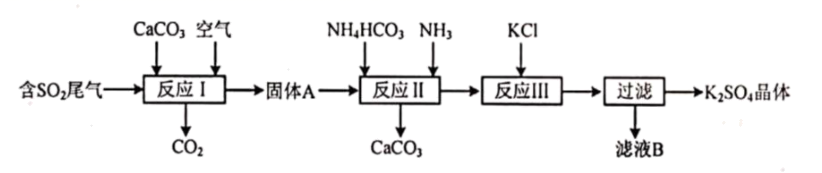 CaCO₃ 空气 NH₄HCO₃ NH₃ KCl
含SO₂尾气 反应Ⅰ 固体A 反应Ⅱ 反应Ⅲ 过滤 K₂SO₄晶体
CO₂ CaCO₃ 滤液B